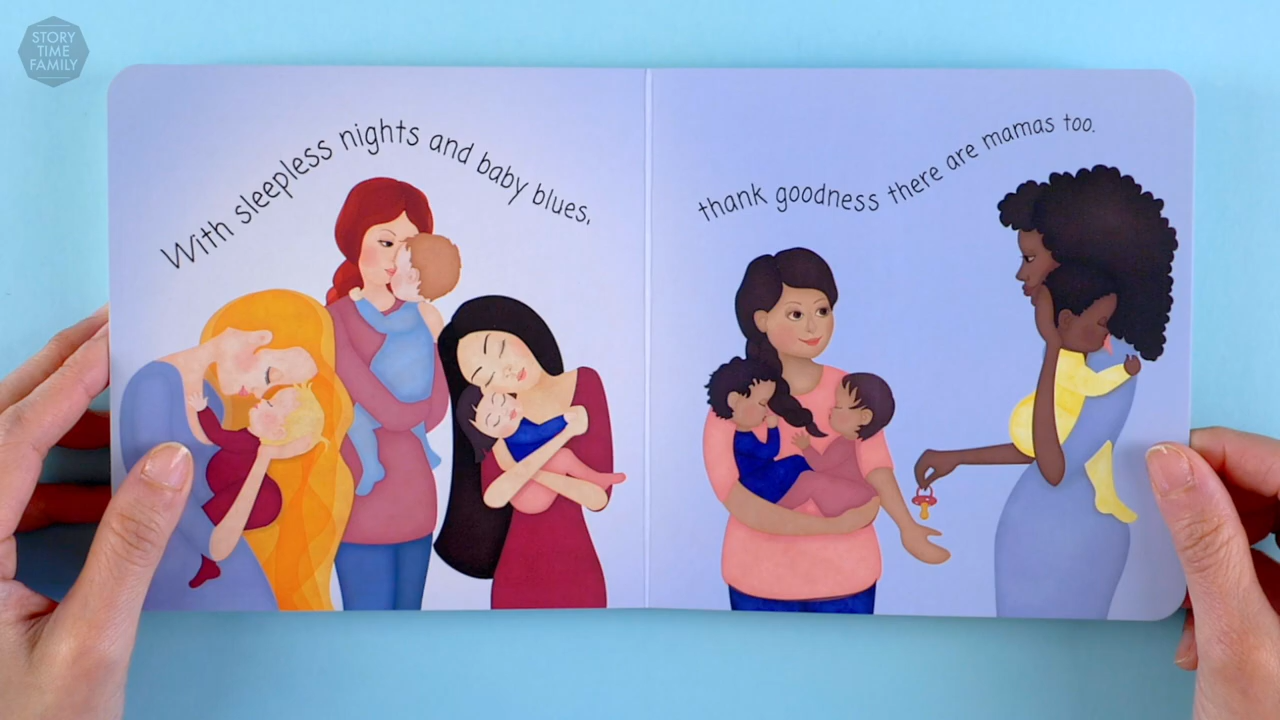 STORY
TIME
FAMILY
With sleepless nights and baby blues,
thank goodness there are mamas too.